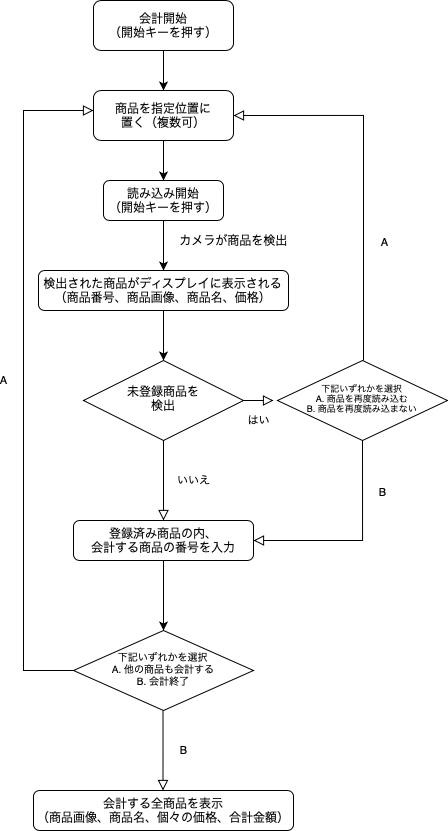 会計開始
（開始キーを押す）
商品を指定位置に
置く（複数可）
読み込み開始
（開始キーを押す）
カメラが商品を検出
A
検出された商品がディスプレイに表示される
（商品番号、商品画像、商品名、価格）
A
未登録商品を
検出
はい
下記いずれかを選択
A. 商品を再度読み込む
B. 商品を再度読み込まない
いいえ
B
登録済み商品の内、
会計する商品の番号を入力
下記いずれかを選択
A. 他の商品も会計する
B. 会計終了
B
会計する全商品を表示
（商品画像、商品名、個々の価格、合計金額）